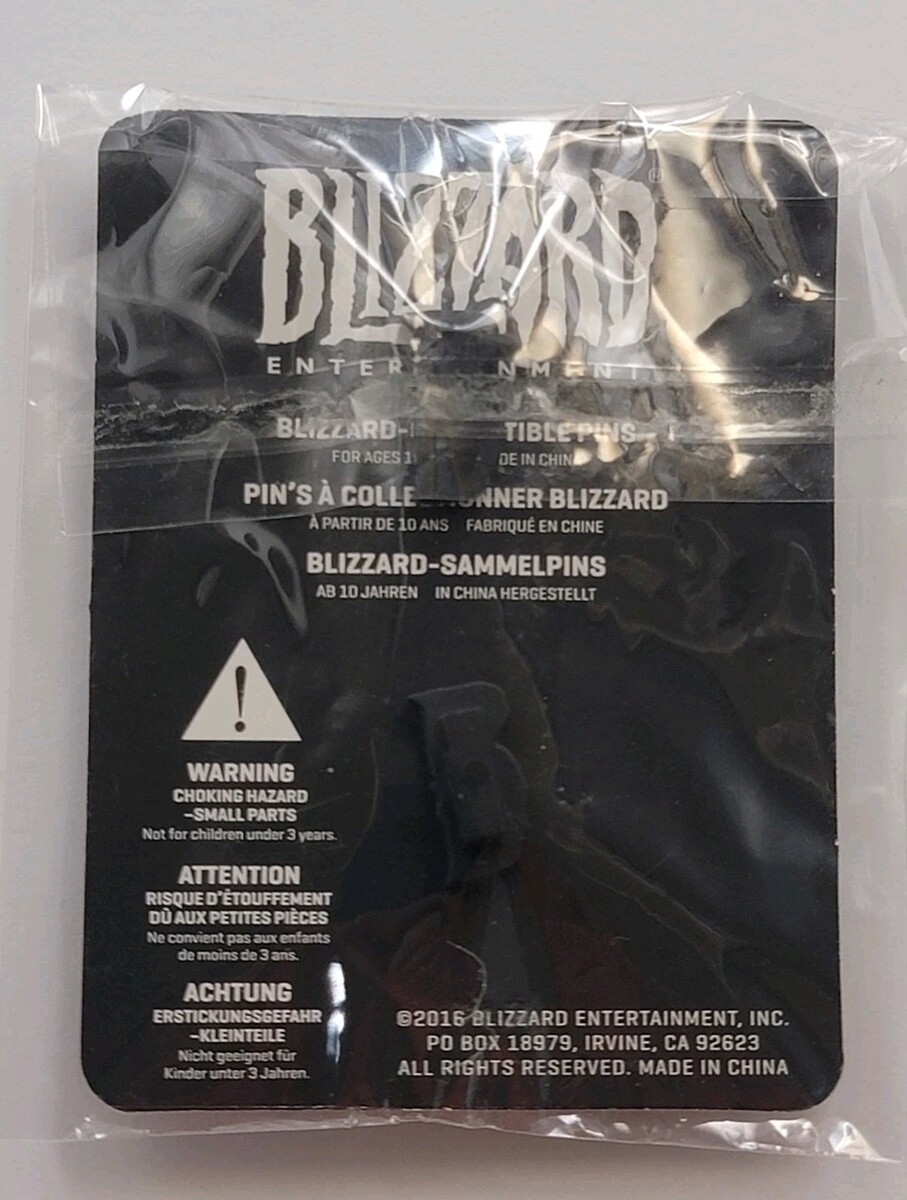 BLIZZARD
®
ENTER NMENT
BLIZZARD- TIBLE PINS
FOR AGES 1 DE IN CHIN
PIN'S À COLLE NNER BLIZZARD
À PARTIR DE 10 ANS FABRIQUÉ EN CHINE
BLIZZARD-SAMMELPINS
AB 10 JAHREN IN CHINA HERGESTELLT
WARNING
CHOKING HAZARD
-SMALL PARTS
Not for children under 3 years.
ATTENTION
RISQUE D'ÉTOUFFEMENT
DÛ AUX PETITES PIÈCES
Ne convient pas aux enfants
de moins de 3 ans.
ACHTUNG
ERSTICKUNGSGEFAHR
-KLEINTEILE
Nicht geeignet für
Kinder unter 3 Jahren.
©2016 BLIZZARD ENTERTAINMENT, INC.
PO BOX 18979, IRVINE, CA 92623
ALL RIGHTS RESERVED. MADE IN CHINA